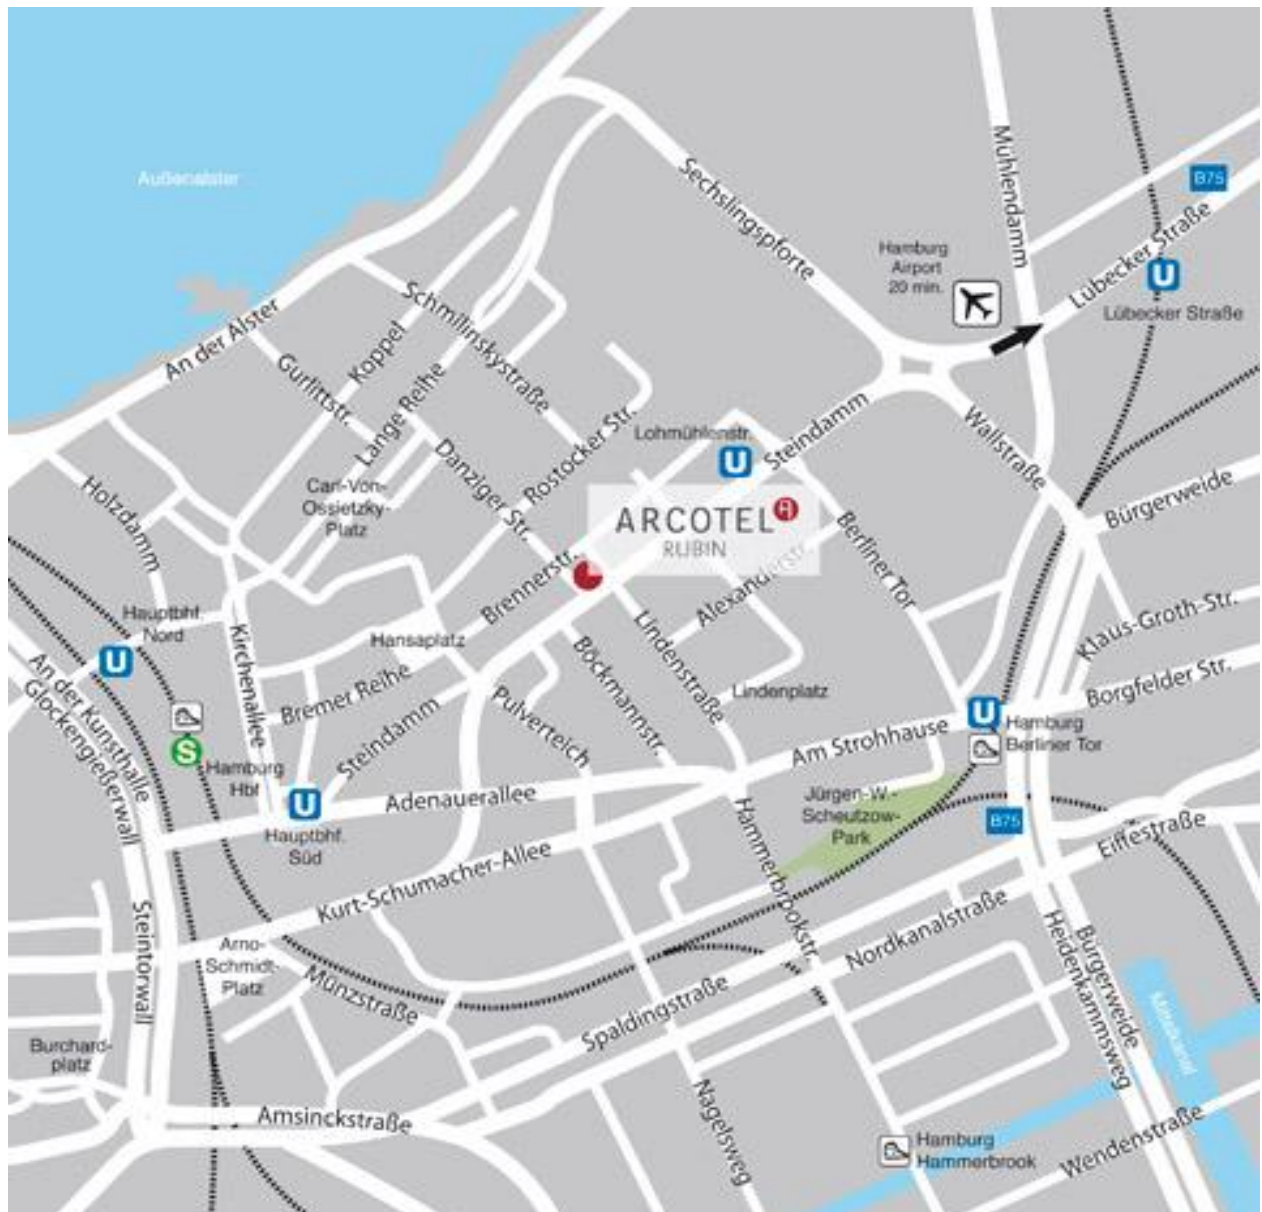 Außenalster
Sechslingspforte
Mühlendamm
B75
Hamburg
Airport
20 min.
Lübecker Straße
U
Lübecker Straße
An der Alster
Schmilinskystraße
Koppel
Gurlittstr.
Lange Reihe
Danziger Str.
Rostocker Str.
Lohmühlenstr.
U
Steindamm
Wallstraße
Bürgerweide
Holzdamm
Carl-Von-
Ossietzky-
Platz
ARCOTEL
RUBIN
Brennerstr.
Alexanderstr.
Berliner Tor
Klaus-Groth-Str.
Borgfelder Str.
Hauptbhf.
Nord
U
Kirchenallee
Hansaplatz
Bremer Reihe
Steindamm
Pulverteich
Böckmannstr.
Lindenstraße
Lindenplatz
An der Kunsthalle
Glockengießerwall
S
Hamburg
Hbf
U
Hauptbhf.
Süd
Adenauerallee
Am Strohhause
U
Hamburg
Berliner Tor
Jürgen-W.-
Scheutzow-
Park
B75
Eiffestraße
Kurt-Schumacher-Allee
Hammerbrookstr.
Steintorwall
Arno-
Schmidt-
Platz
Münzstraße
Nordkanalstraße
Spaldingstraße
Heidenkammsweg
Bürgerweide
Mittelkanal
Burchard-
platz
Amsinckstraße
Nagelsweg
Hamburg
Hammerbrook
Wendenstraße